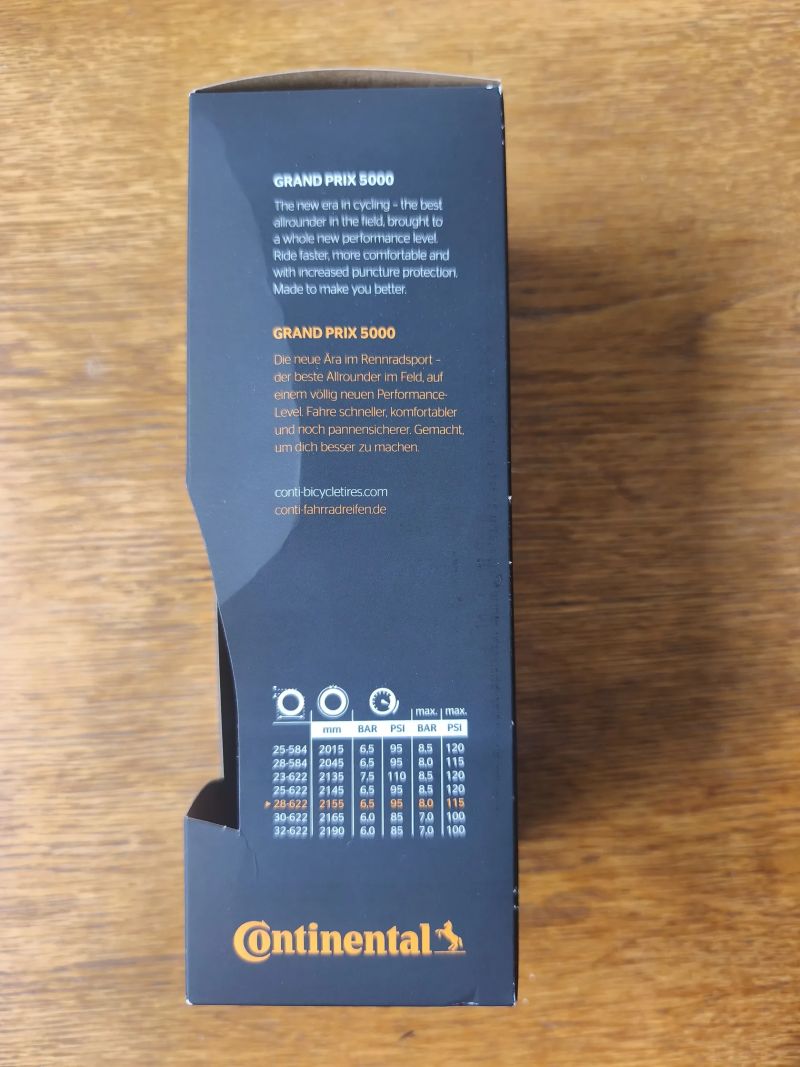 GRAND PRIX 5000
The new era in cycling – the best
allrounder in the field, brought to
a whole new performance level.
Ride faster, more comfortable and
with increased puncture protection.
Made to make you better.
GRAND PRIX 5000
Die neue Ära im Rennradsport –
der beste Allrounder im Feld, auf
einem völlig neuen Performance-
Level. Fahre schneller, komfortabler
und noch pannensicherer. Gemacht,
um dich besser zu machen.
conti-bicycletires.com
conti-fahrradreifen.de
max. max.
mm BAR PSI BAR PSI
25-584 2015 6,5 95 8.5 120
28-584 2045 6,5 95 8.0 115
23-622 2135 7,5 110 8.5 120
25-622 2145 6,5 95 8.5 120
28-622 2155 6,5 95 8.0 115
30-622 2165 6.0 85 7,0 100
32-622 2190 6.0 85 7,0 100
Continental